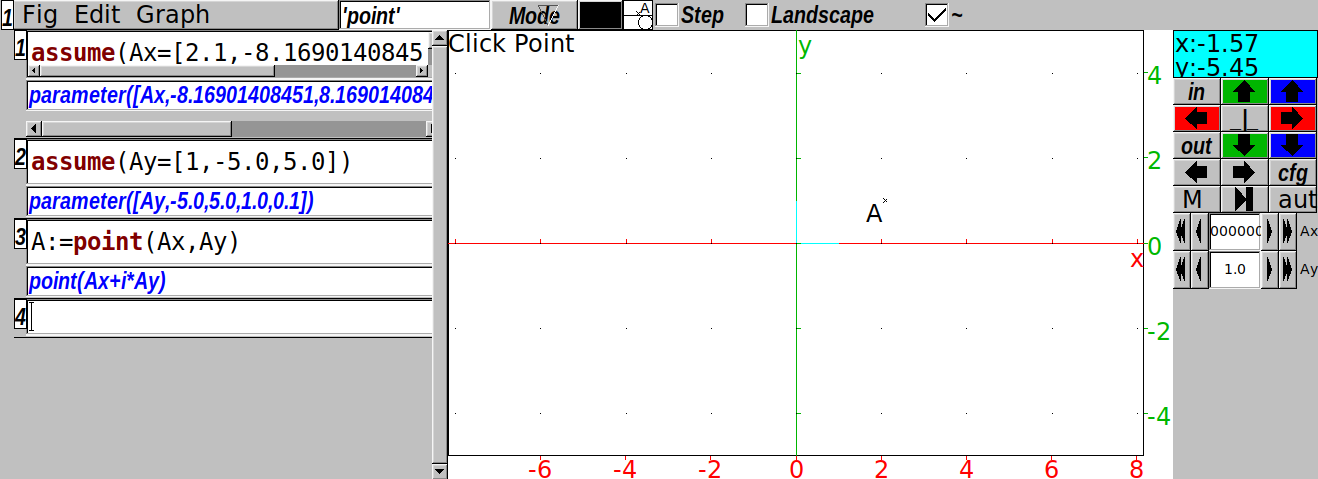 1 Fig Edit Graph 'point' Mode A Step Landscape ~
1 assume(Ax=[2.1,-8.1690140845
parameter([Ax,-8.16901408451,8.169014084
2 assume(Ay=[1,-5.0,5.0])
parameter([Ay,-5.0,5.0,1.0,0.1])
3 A:=point(Ax,Ay)
point(Ax+i*Ay)
4
Click Point
y
4
2
A
0
x
-2
-4
-6 -4 -2 0 2 4 6 8
x:-1.57
y:-5.45
in
_|_
out
cfg
M aut
000000 Ax
1.0 Ay